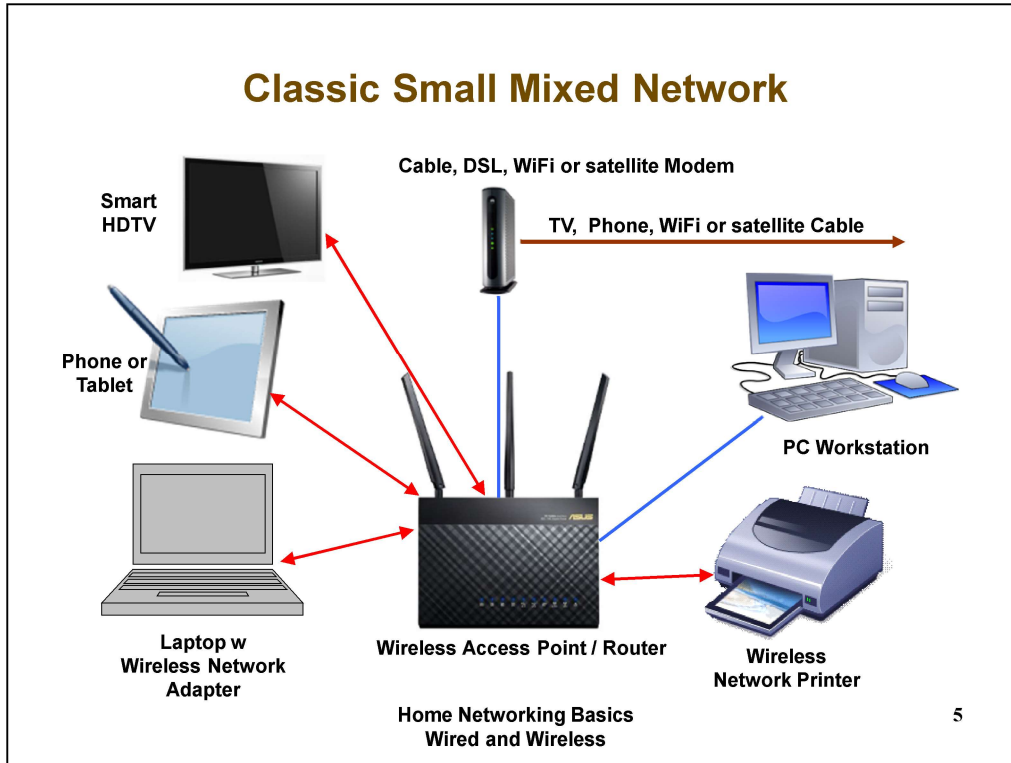 Classic Small Mixed Network
Cable, DSL, WiFi or satellite Modem
Smart
HDTV
TV, Phone, WiFi or satellite Cable
Phone or
Tablet
PC Workstation
ASUS
Laptop w
Wireless Network
Adapter
Wireless Access Point / Router
Wireless
Network Printer
Home Networking Basics
Wired and Wireless
5